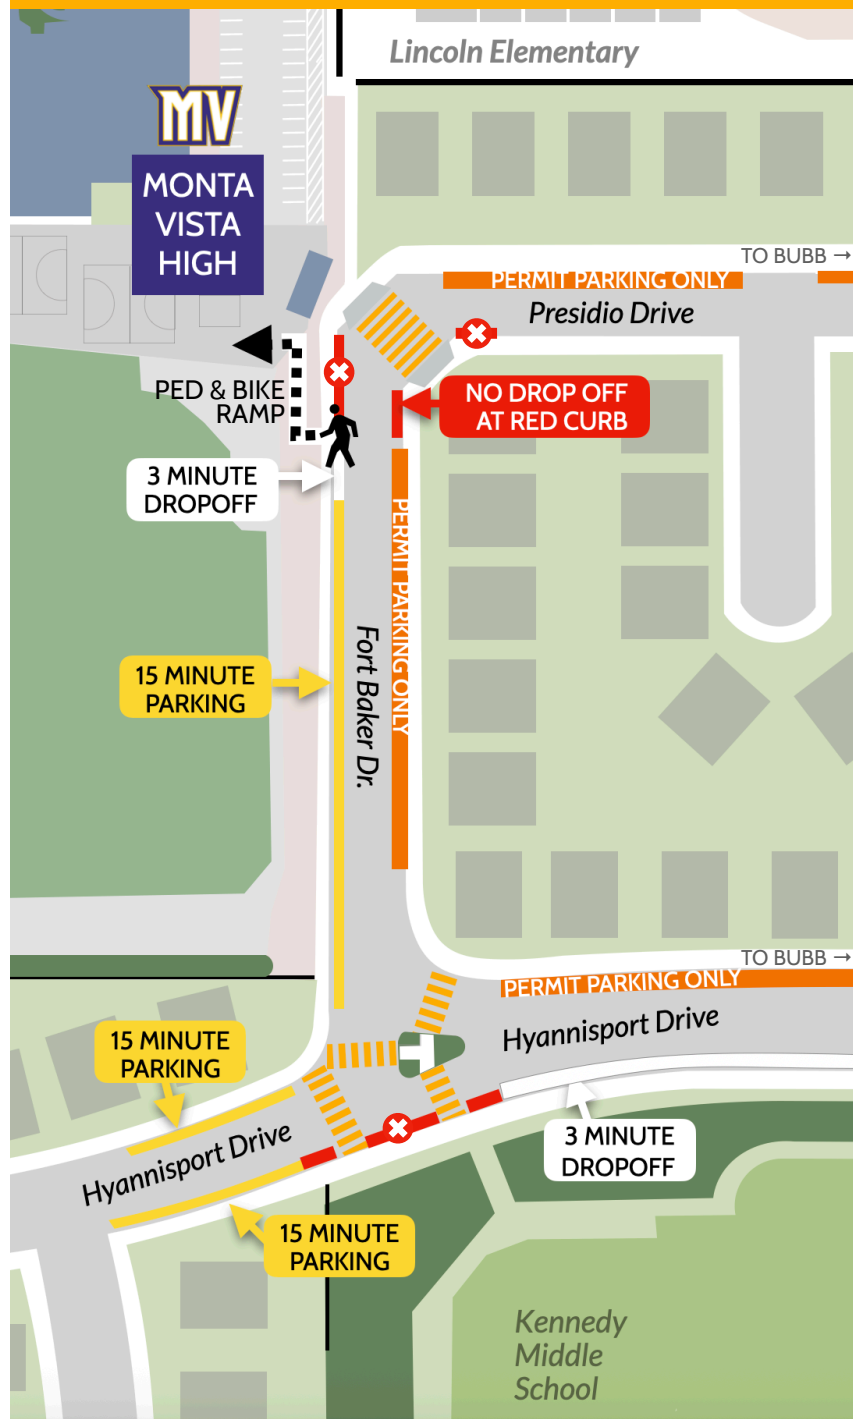 Lincoln Elementary
MV
MONTA
VISTA
HIGH
TO BUBB →
PERMIT PARKING ONLY
Presidio Drive
PED & BIKE
RAMP
NO DROP OFF
AT RED CURB
3 MINUTE
DROPOFF
PERMIT PARKING ONLY
Fort Baker Dr.
15 MINUTE
PARKING
TO BUBB →
PERMIT PARKING ONLY
Hyannisport Drive
15 MINUTE
PARKING
Hyannisport Drive
3 MINUTE
DROPOFF
15 MINUTE
PARKING
Kennedy
Middle
School